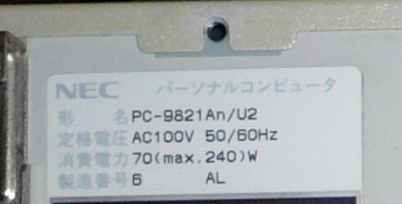 NEC パーソナルコンピュータ
形 名 PC-9821An/U2
定格電圧 AC100V 50/60Hz
消費電力 70(max.240)W
製造番号 6 AL